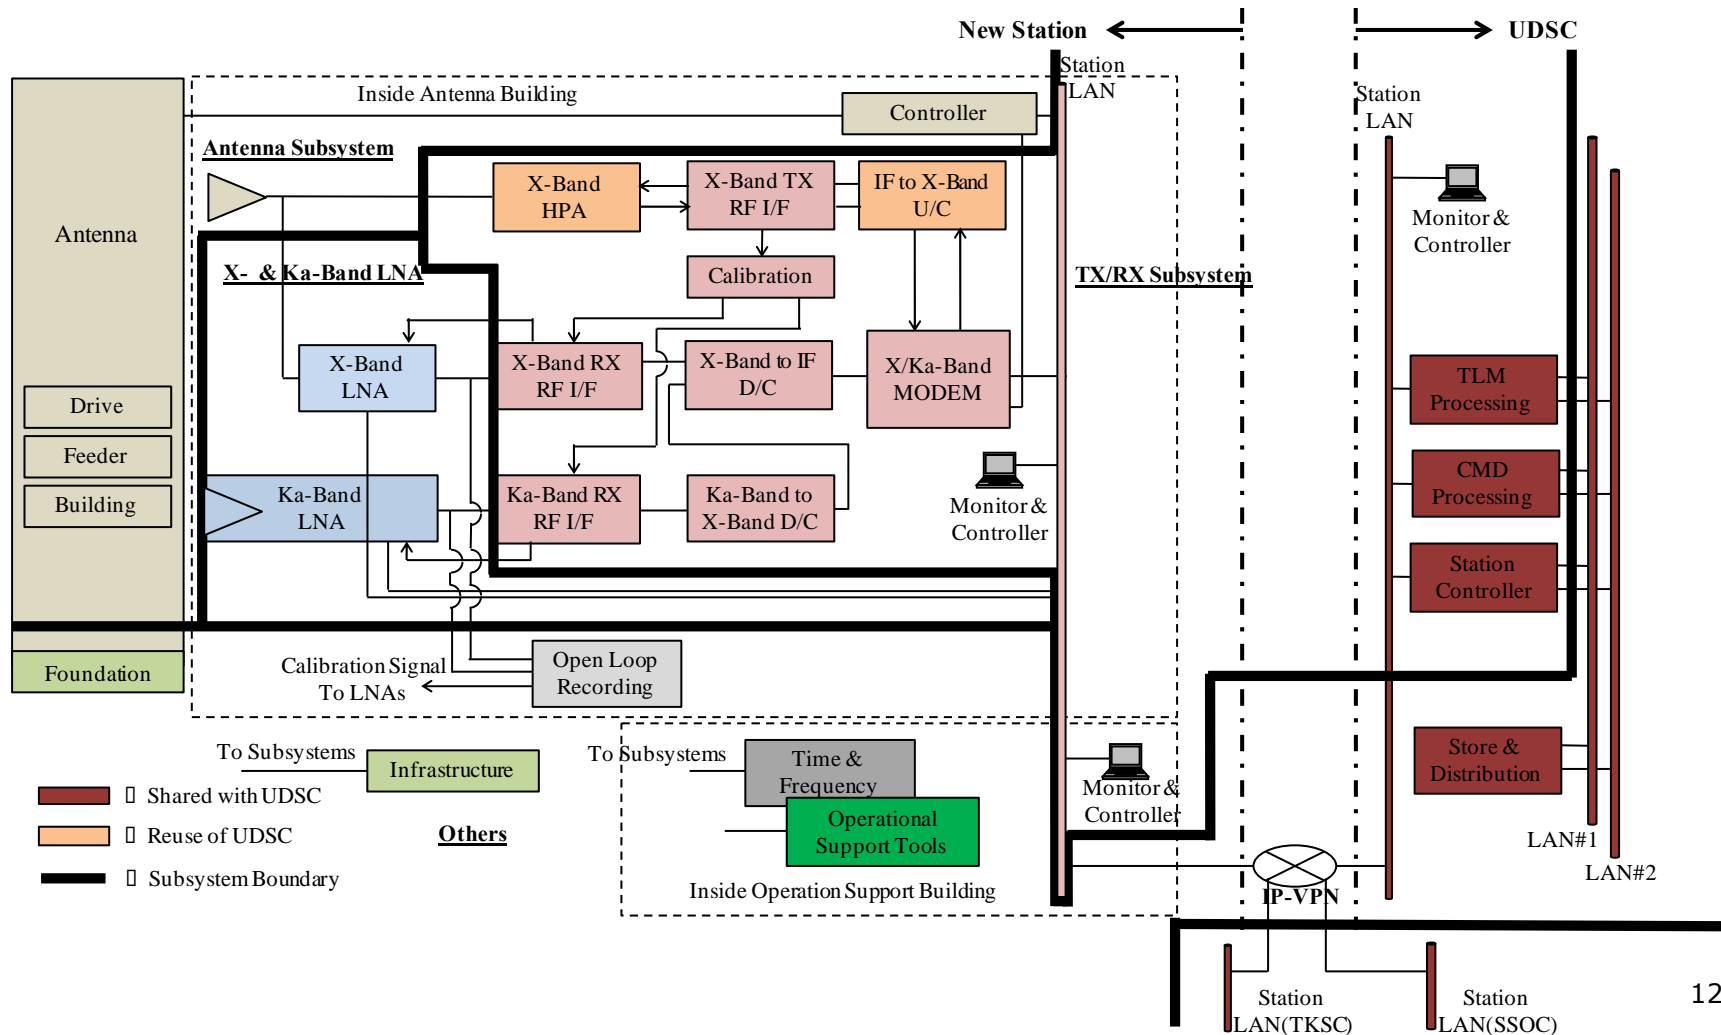 New Station
UDSC
Station
LAN
Station
LAN
Inside Antenna Building
Controller
Antenna Subsystem
X-Band
HPA
X-Band TX
RF I/F
IF to X-Band
U/C
Monitor &
Controller
Antenna
X- & Ka-Band LNA
Calibration
TX/RX Subsystem
X-Band
LNA
X-Band RX
RF I/F
X-Band to IF
D/C
X/Ka-Band
MODEM
TLM
Processing
Drive
Feeder
Building
Ka-Band
LNA
Ka-Band RX
RF I/F
Ka-Band to
X-Band D/C
Monitor &
Controller
CMD
Processing
Station
Controller
Foundation
Calibration Signal
To LNAs
Open Loop
Recording
To Subsystems
Infrastructure
To Subsystems
Time &
Frequency
Operational
Support Tools
Monitor &
Controller
Store &
Distribution
Shared with UDSC
Reuse of UDSC
Subsystem Boundary
Others
Inside Operation Support Building
IP-VPN
LAN#1
LAN#2
Station
LAN(TKSC)
Station
LAN(SSOC)
12